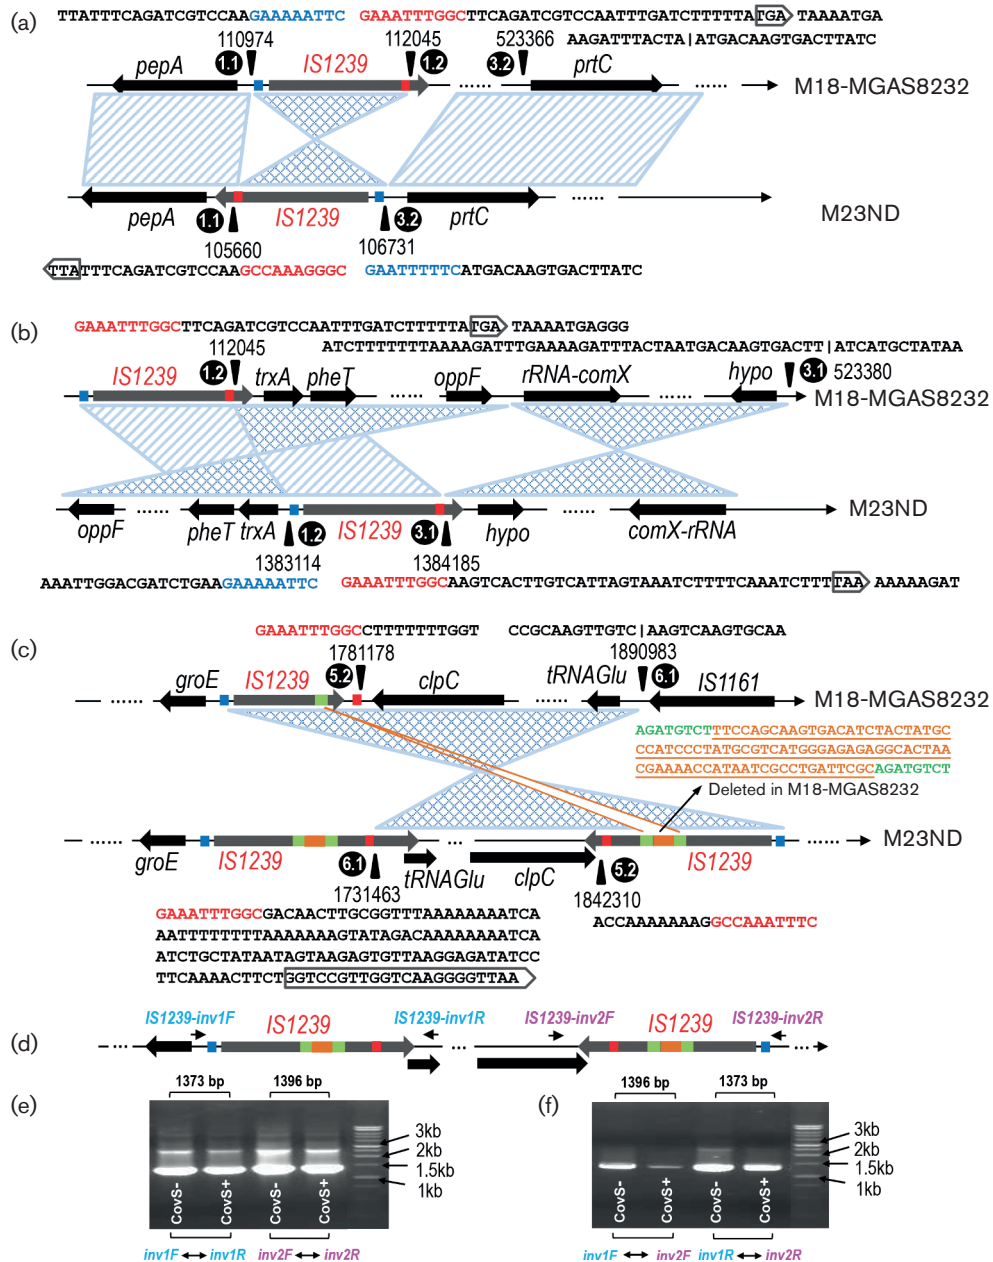 (a)
TTATTTCAGATCGTCCAAGAAAAATTC GAAATTTGGCTTCAGATCGTCCAATTTGATCTTTTTATGA TAAAATGA
AAGATTTACTA|ATGACAAGTGACTTATC
110974 112045 523366
pepA 1.1 IS1239 1.2 3.2 prtC
...... ...... M18-MGAS8232
pepA 1.1 IS1239 3.2 prtC ...... M23ND
105660 106731
TTATTTCAGATCGTCCAAGCCAAAGGGC GAATTTTTCATGACAAGTGACTTATC
(b)
GAAATTTGGCTTCAGATCGTCCAATTTGATCTTTTTATGA TAAAATGAGGG
ATCTTTTTTTAAAAGATTTGAAAAGATTTACTAATGACAAGTGACTT|ATCATGCTATAA
112045
IS1239 1.2 trxA pheT oppF rRNA-comX hypo 3.1 523380
...... ...... M18-MGAS8232
...... ...... M23ND
oppF pheT trxA 1.2 IS1239 3.1 hypo comX-rRNA
1383114 1384185
AAATTGGACGATCTGAAGAAAAATTC GAAATTTGGCAAGTCACTTGTCATTAGTAAATCTTTTCAAATCTTTTAA AAAAAGAT
(c)
GAAATTTGGCCTTTTTTTGGT CCGCAAGTTGTC|AAGTCAAGTGCAA
1781178 1890983
groE IS1239 5.2 clpC tRNAGlu 6.1 IS1161
...... ...... M18-MGAS8232
AGATGTCTTTCCAGCAAGTGACATCTACTATGC
CCATCCCTATGCGTCATGGGAGAGAGGCACTAA
CGAAAACCATAATCGCCTGATTCGCAGATGTCT
Deleted in M18-MGAS8232
...... ... ...... M23ND
groE IS1239 6.1 tRNAGlu clpC 5.2 IS1239
1731463 1842310
GAAATTTGGCGACAACTTGCGGTTTAAAAAAAATCA
AATTTTTTTTAAAAAAAGTATAGACAAAAAAAATCA
ATCTGCTATAATAGTAAGAGTGTTAAGGAGATATCC
TTCAAAACTTCTGGTCCGTTGGTCAAGGGGTTAA
ACCAAAAAAAGGCCAAATTTC
(d)
IS1239-inv1F IS1239 IS1239-inv1R IS1239-inv2F IS1239 IS1239-inv2R
... ... ...
(e)
1373 bp 1396 bp
3kb
2kb
1.5kb
1kb
CovS- CovS+ CovS- CovS+
inv1F inv1R inv2F inv2R
(f)
1396 bp 1373 bp
3kb
2kb
1.5kb
1kb
CovS- CovS+ CovS- CovS+
inv1F inv2F inv1R inv2R